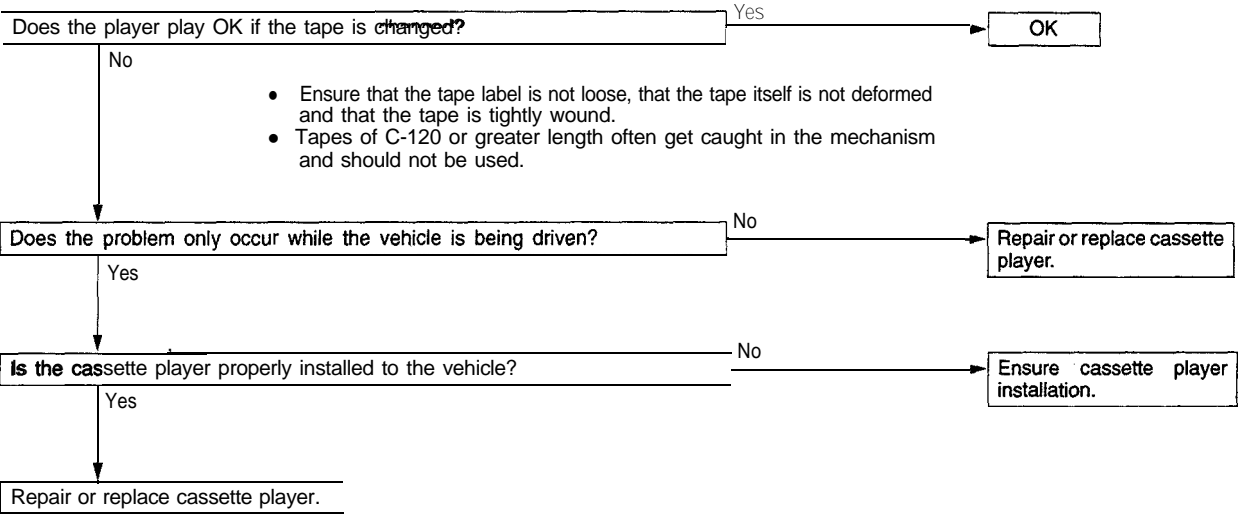 Does the player play OK if the tape is changed?
Yes
OK
No
● Ensure that the tape label is not loose, that the tape itself is not deformed
and that the tape is tightly wound.
● Tapes of C-120 or greater length often get caught in the mechanism
and should not be used.
Does the problem only occur while the vehicle is being driven?
No
Repair or replace cassette
player.
Yes
Is the cassette player properly installed to the vehicle?
No
Ensure cassette player
installation.
Yes
Repair or replace cassette player.